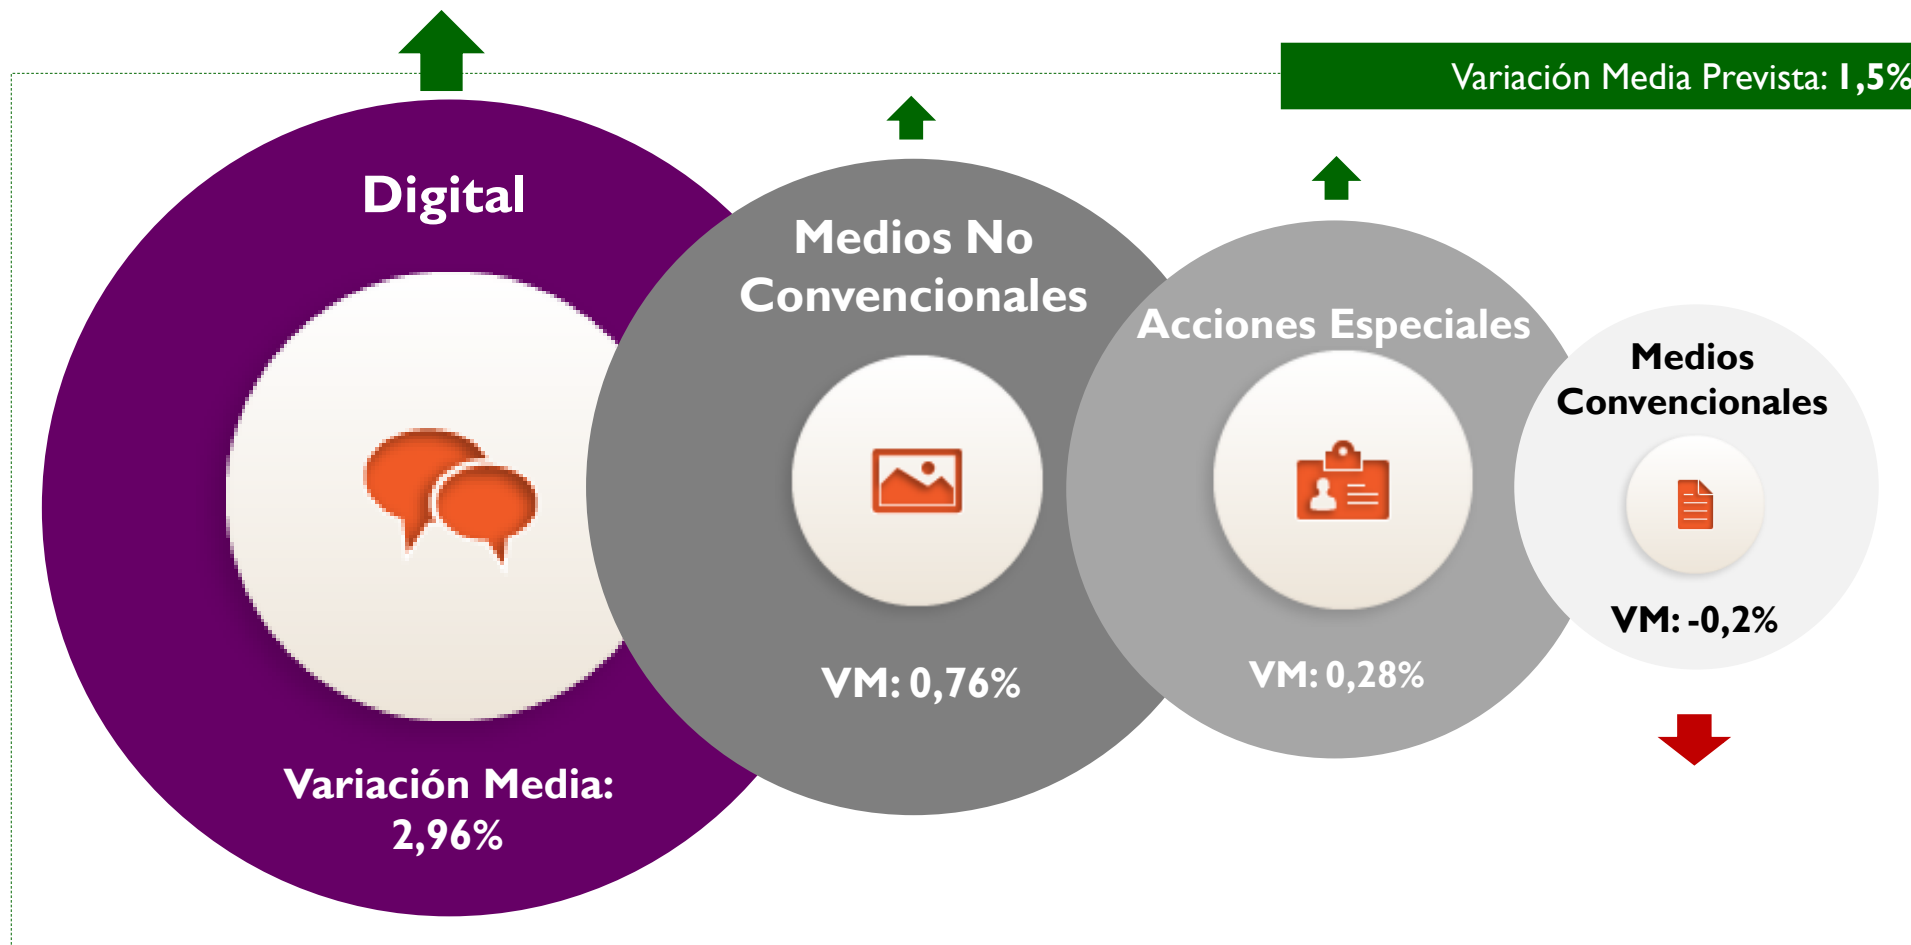 Variación Media Prevista: 1,5%
Digital
Variación Media:
2,96%
Medios No
Convencionales
VM: 0,76%
Acciones Especiales
VM: 0,28%
Medios
Convencionales
VM: -0,2%